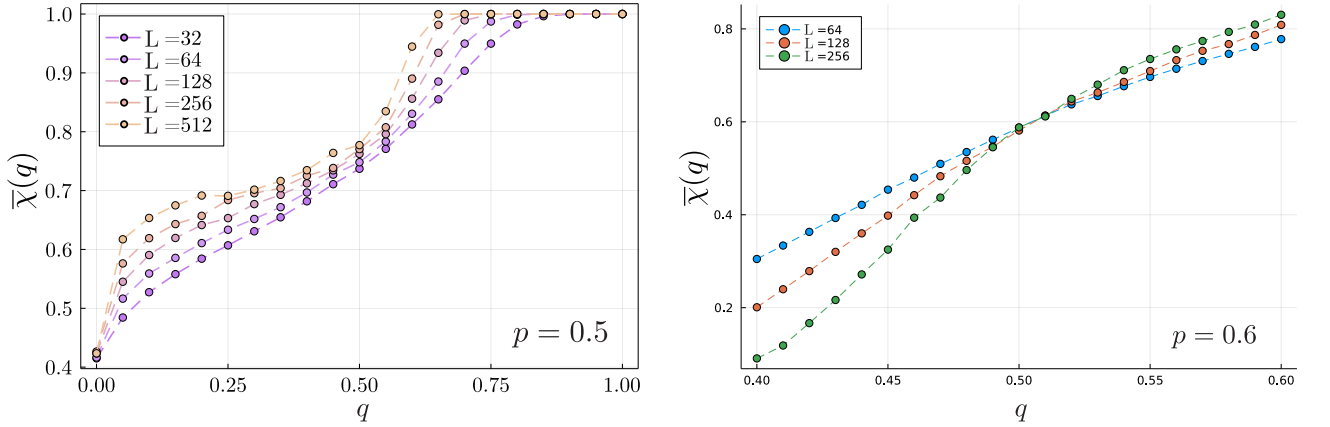 1.0
0.9
0.8
0.7
0.6
0.5
0.4
χ̅(q)
L =32
L =64
L =128
L =256
L =512
p = 0.5
0.00 0.25 0.50 0.75 1.00
q
0.8
0.6
0.4
0.2
χ̅(q)
L =64
L =128
L =256
p = 0.6
0.40 0.45 0.50 0.55 0.60
q